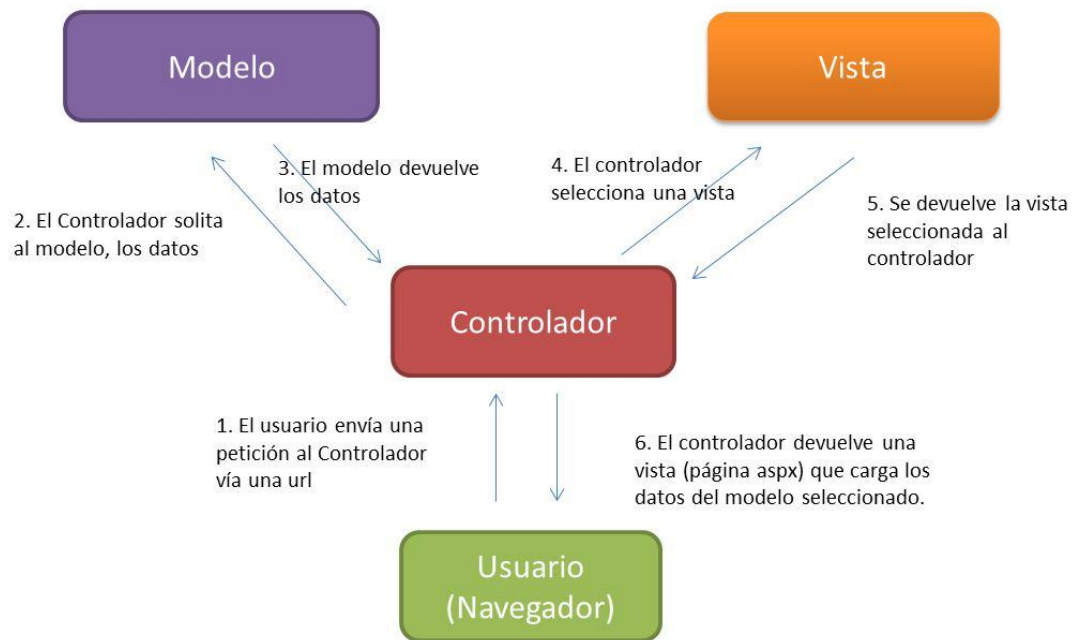 Modelo
Vista
3. El modelo devuelve
los datos
4. El controlador
selecciona una vista
2. El Controlador solita
al modelo, los datos
5. Se devuelve la vista
seleccionada al
controlador
Controlador
1. El usuario envía una
petición al Controlador
vía una url
6. El controlador devuelve una
vista (página aspx) que carga los
datos del modelo seleccionado.
Usuario
(Navegador)